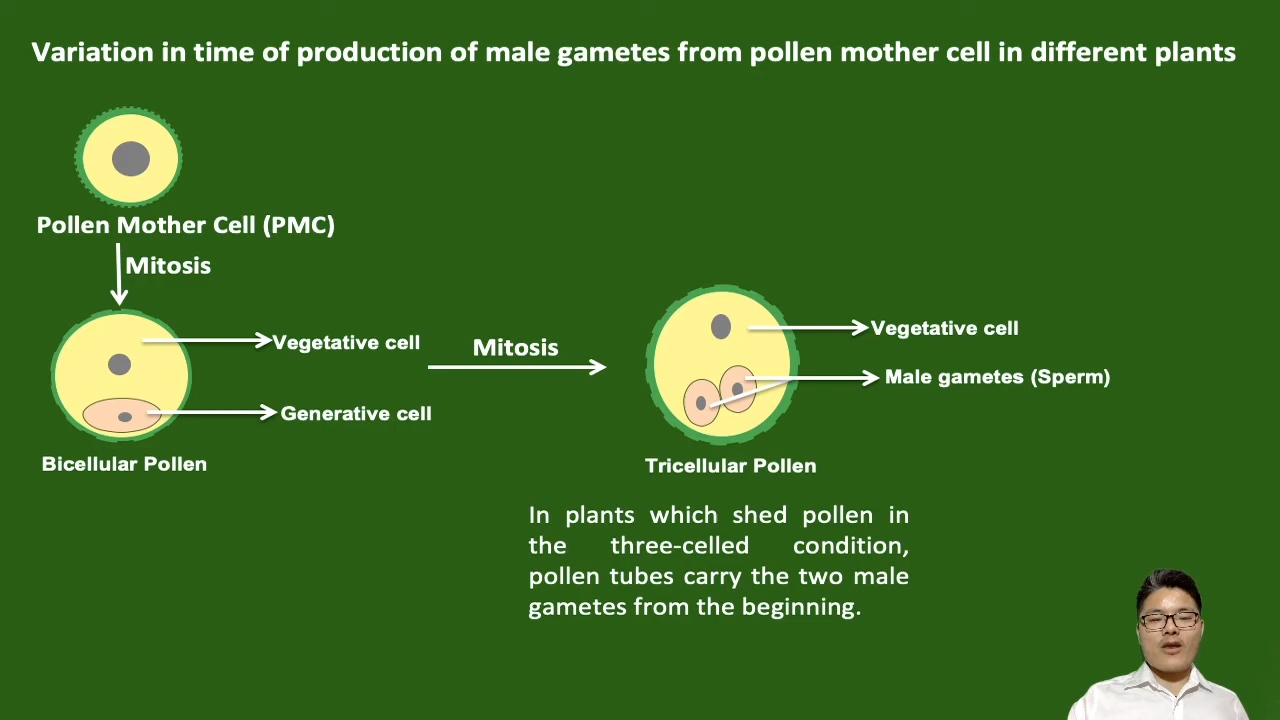 Variation in time of production of male gametes from pollen mother cell in different plants
Pollen Mother Cell (PMC)
Mitosis
Vegetative cell
Generative cell
Bicellular Pollen
Mitosis
Vegetative cell
Male gametes (Sperm)
Tricellular Pollen
In plants which shed pollen in
the three-celled condition,
pollen tubes carry the two male
gametes from the beginning.